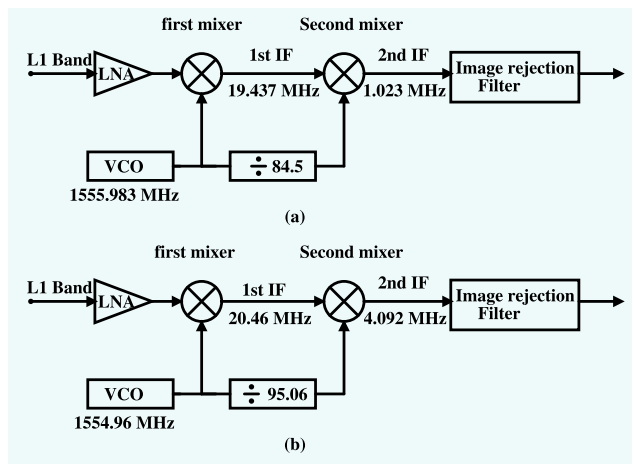 first mixer
Second mixer
L1 Band
LNA
1st IF
19.437 MHz
2nd IF
1.023 MHz
Image rejection
Filter
VCO
1555.983 MHz
÷ 84.5
(a)
first mixer
Second mixer
L1 Band
LNA
1st IF
20.46 MHz
2nd IF
4.092 MHz
Image rejection
Filter
VCO
1554.96 MHz
÷ 95.06
(b)